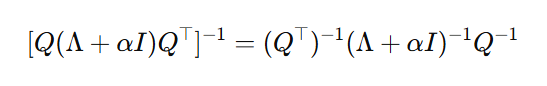 [Q(Λ + αI)Q^⊤]^{-1} = (Q^⊤)^{-1}(Λ + αI)^{-1}Q^{-1}